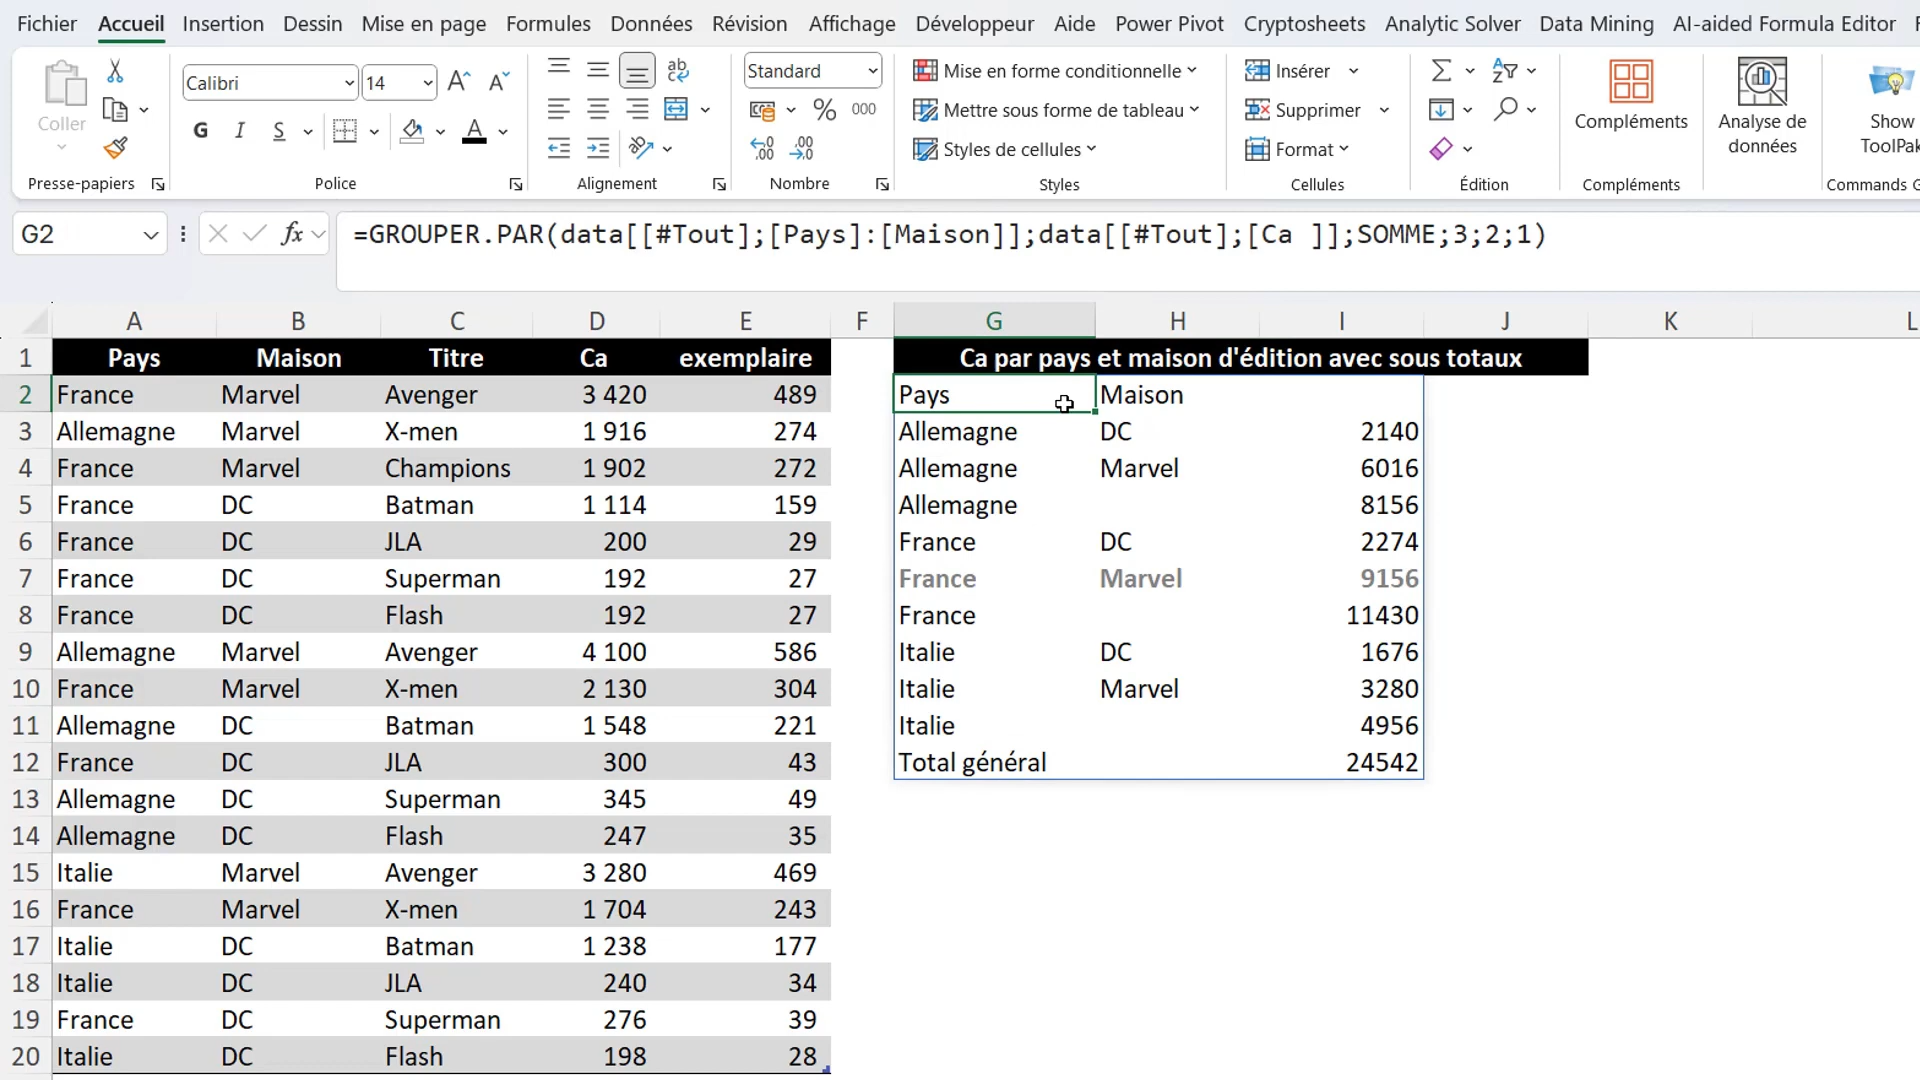 Fichier Accueil Insertion Dessin Mise en page Formules Données Révision Affichage Développeur Aide Power Pivot Cryptosheets Analytic Solver Data Mining AI-aided Formula Editor
Coller
Calibri 14
Standard
Mise en forme conditionnelle
Insérer
G I S
ab
% 000
Mettre sous forme de tableau
Supprimer
Styles de cellules
Format
Compléments
Analyse de
données
Show
ToolPak
Presse-papiers Police Alignement Nombre Styles Cellules Édition Compléments Commands G
G2 fx =GROUPER.PAR(data[[#Tout];[Pays]:[Maison]];data[[#Tout];[Ca ]];SOMME;3;2;1)
A B C D E F G H I J K L
1 Pays Maison Titre Ca exemplaire Ca par pays et maison d'édition avec sous totaux
2 France Marvel Avenger 3 420 489 Pays Maison
3 Allemagne Marvel X-men 1 916 274 Allemagne DC 2140
4 France Marvel Champions 1 902 272 Allemagne Marvel 6016
5 France DC Batman 1 114 159 Allemagne 8156
6 France DC JLA 200 29 France DC 2274
7 France DC Superman 192 27 France Marvel 9156
8 France DC Flash 192 27 France 11430
9 Allemagne Marvel Avenger 4 100 586 Italie DC 1676
10 France Marvel X-men 2 130 304 Italie Marvel 3280
11 Allemagne DC Batman 1 548 221 Italie 4956
12 France DC JLA 300 43 Total général 24542
13 Allemagne DC Superman 345 49
14 Allemagne DC Flash 247 35
15 Italie Marvel Avenger 3 280 469
16 France Marvel X-men 1 704 243
17 Italie DC Batman 1 238 177
18 Italie DC JLA 240 34
19 France DC Superman 276 39
20 Italie DC Flash 198 28